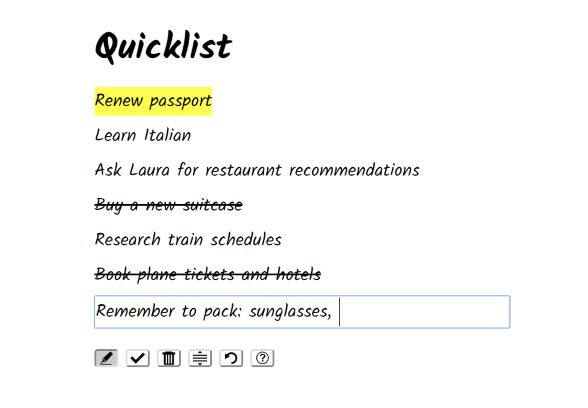 Quicklist
Renew passport
Learn Italian
Ask Laura for restaurant recommendations
Buy a new suitcase
Research train schedules
Book plane tickets and hotels
Remember to pack: sunglasses,